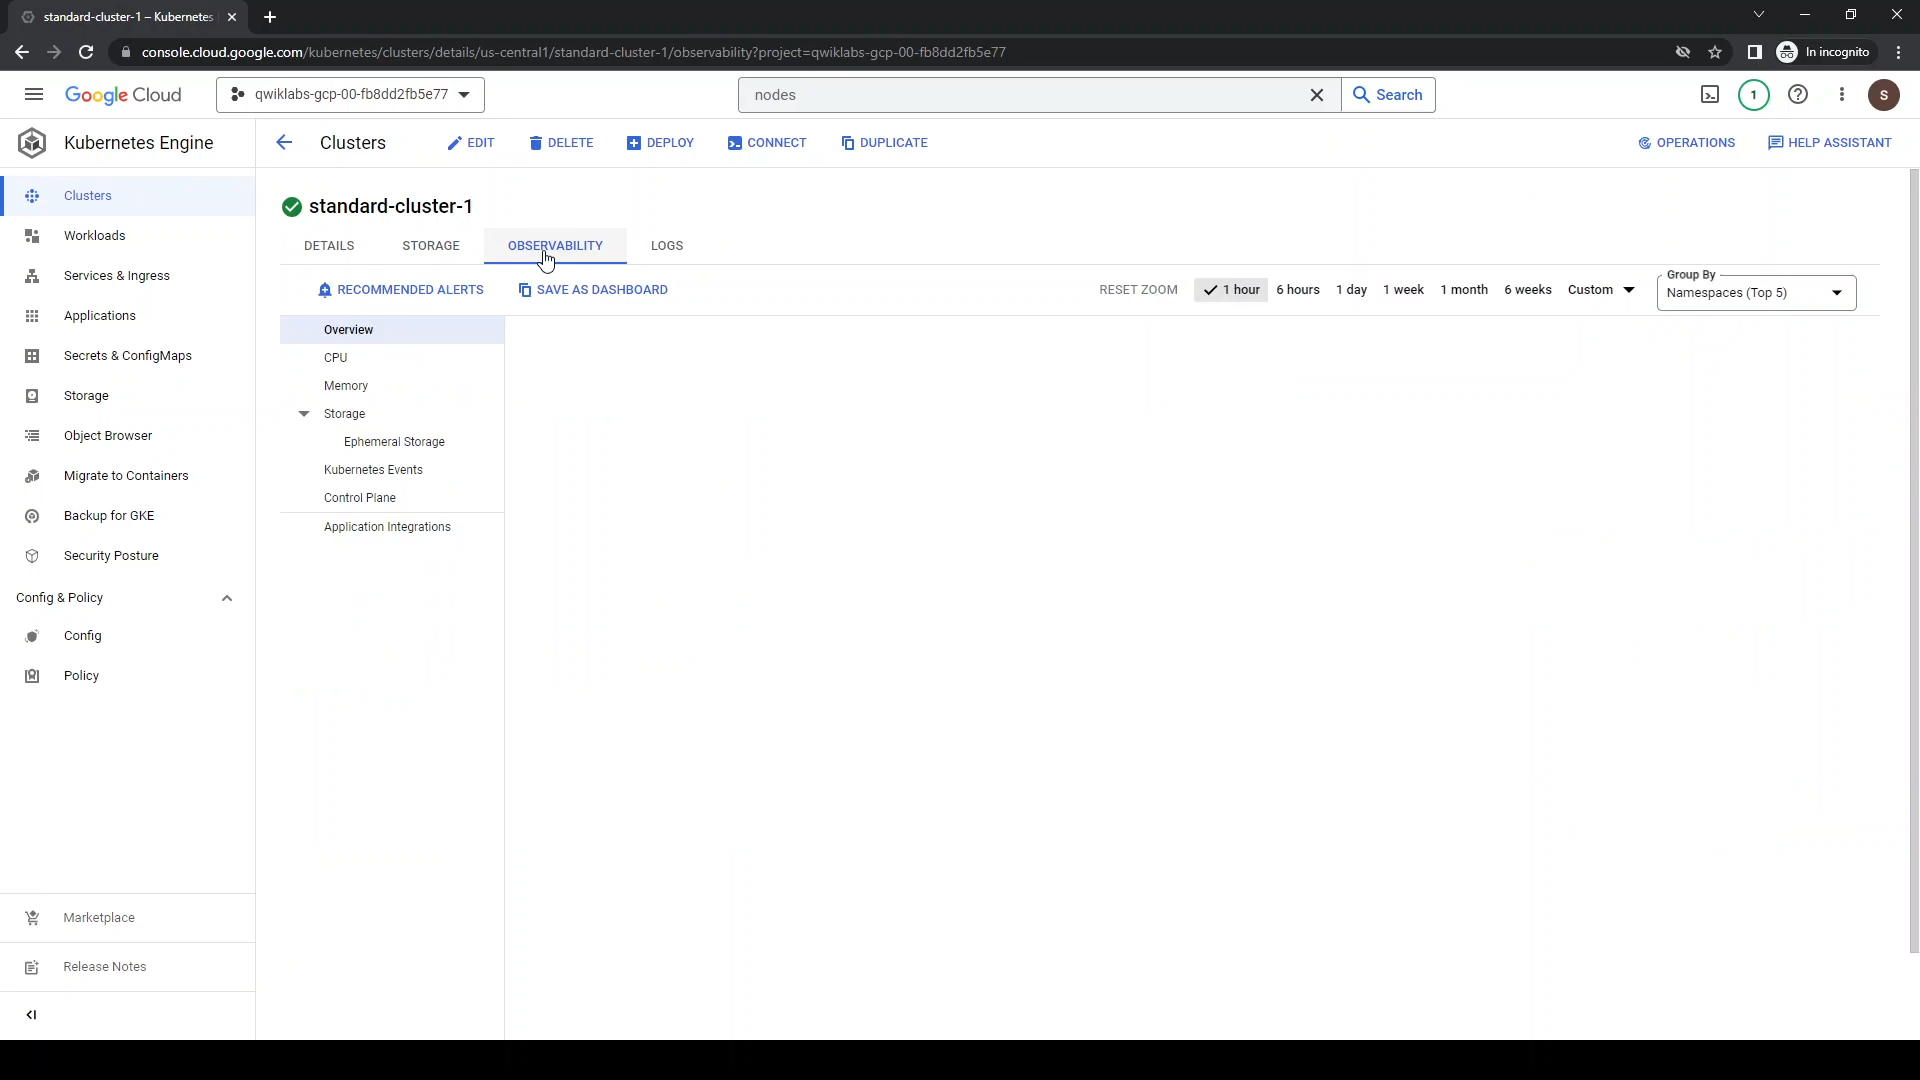 standard-cluster-1 – Kubernetes
console.cloud.google.com/kubernetes/clusters/details/us-central1/standard-cluster-1/observability?project=qwiklabs-gcp-00-fb8dd2fb5e77
In incognito
Google Cloud
qwiklabs-gcp-00-fb8dd2fb5e77
nodes
Search
1
S
Kubernetes Engine
Clusters
EDIT
DELETE
DEPLOY
CONNECT
DUPLICATE
OPERATIONS
HELP ASSISTANT
Clusters
Workloads
Services & Ingress
Applications
Secrets & ConfigMaps
Storage
Object Browser
Migrate to Containers
Backup for GKE
Security Posture
Config & Policy
Config
Policy
Marketplace
Release Notes
standard-cluster-1
DETAILS
STORAGE
OBSERVABILITY
LOGS
RECOMMENDED ALERTS
SAVE AS DASHBOARD
RESET ZOOM
1 hour
6 hours
1 day
1 week
1 month
6 weeks
Custom
Group By
Namespaces (Top 5)
Overview
CPU
Memory
Storage
Ephemeral Storage
Kubernetes Events
Control Plane
Application Integrations